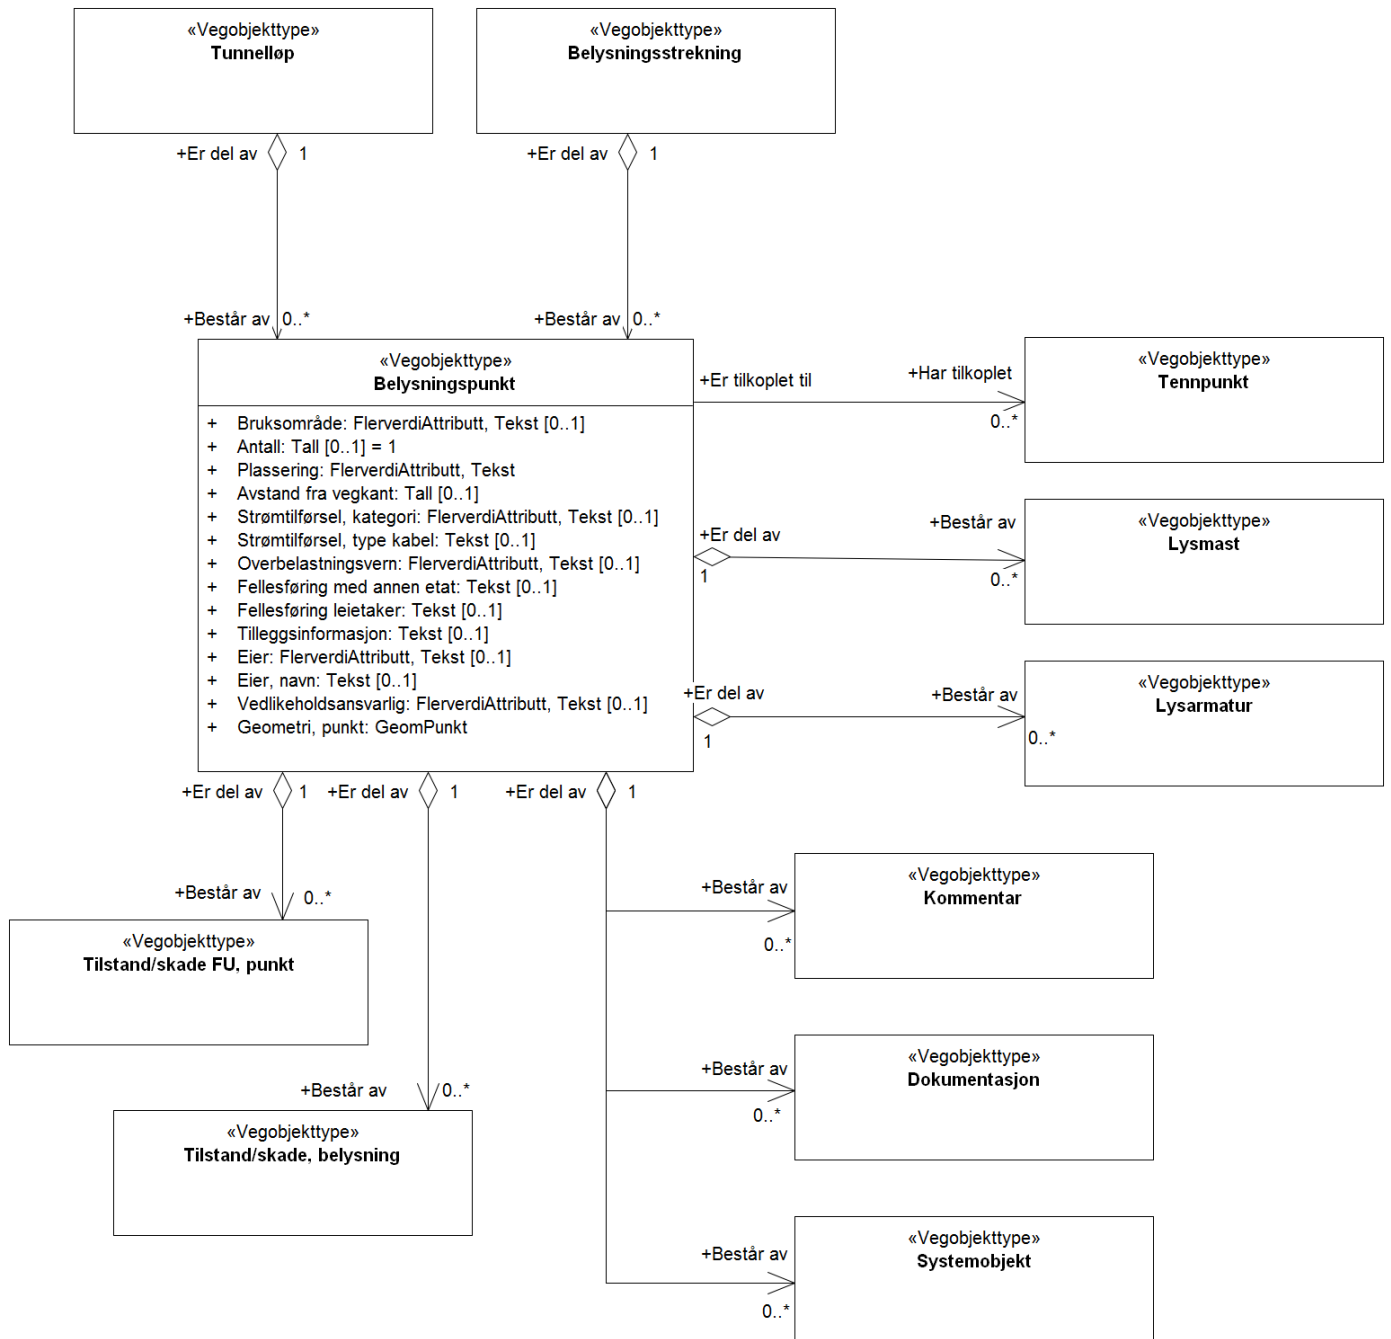 «Vegobjekttype»
Tunnelløp
«Vegobjekttype»
Belysningsstrekning
+Er del av 1
+Er del av 1
+Består av 0..*
+Består av 0..*
«Vegobjekttype»
Belysningspunkt
+ Bruksområde: FlerverdiAttributt, Tekst [0..1]
+ Antall: Tall [0..1] = 1
+ Plassering: FlerverdiAttributt, Tekst
+ Avstand fra vegkant: Tall [0..1]
+ Strømtilførsel, kategori: FlerverdiAttributt, Tekst [0..1]
+ Strømtilførsel, type kabel: Tekst [0..1]
+ Overbelastningsvern: FlerverdiAttributt, Tekst [0..1]
+ Fellesføring med annen etat: Tekst [0..1]
+ Fellesføring leietaker: Tekst [0..1]
+ Tilleggsinformasjon: Tekst [0..1]
+ Eier: FlerverdiAttributt, Tekst [0..1]
+ Eier, navn: Tekst [0..1]
+ Vedlikeholdsansvarlig: FlerverdiAttributt, Tekst [0..1]
+ Geometri, punkt: GeomPunkt
+Er tilkoplet til
+Har tilkoplet
0..*
«Vegobjekttype»
Tennpunkt
+Er del av
1
+Består av
0..*
«Vegobjekttype»
Lysmast
+Er del av
1
+Består av
0..*
«Vegobjekttype»
Lysarmatur
+Er del av 1
+Er del av 1
+Er del av 1
+Består av 0..*
«Vegobjekttype»
Tilstand/skade FU, punkt
+Består av 0..*
«Vegobjekttype»
Tilstand/skade, belysning
+Består av
0..*
«Vegobjekttype»
Kommentar
+Består av
0..*
«Vegobjekttype»
Dokumentasjon
+Består av
0..*
«Vegobjekttype»
Systemobjekt